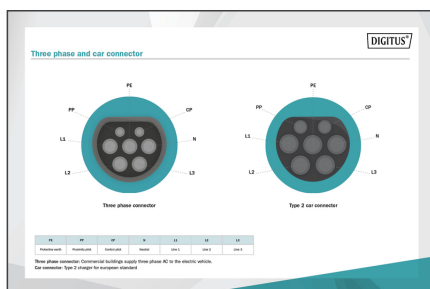 DIGITUS®
Three phase and car connector
PE
PP
CP
L1
N
L2
L3
Three phase connector
PE
PP
CP
L1
N
L2
L3
Type 2 car connector
PE PP CP N L1 L2 L3
Protective earth Proximity pilot Control pilot Neutral Line 1 Line 2 Line 3
Three phase connector: Commercial buildings supply three phase AC to the electric vehicle.
Car connector: Type 2 charger for european standard